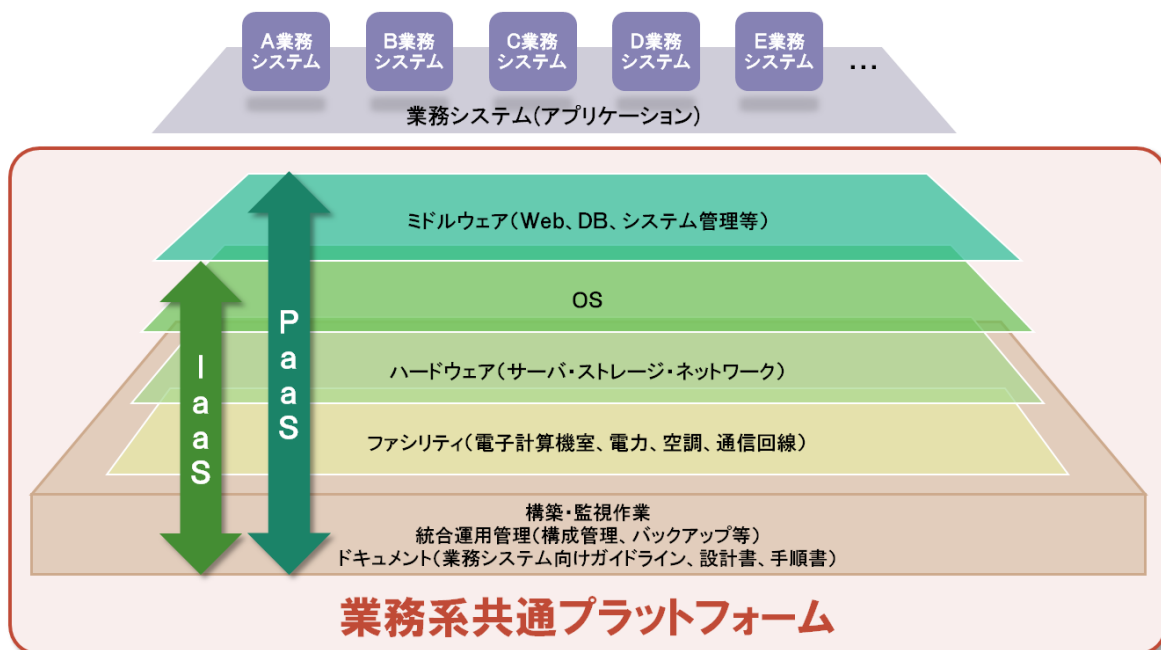 A業務
システム
B業務
システム
C業務
システム
D業務
システム
E業務
システム
…
業務システム(アプリケーション)
ミドルウェア(Web、DB、システム管理等)
OS
ハードウェア(サーバ・ストレージ・ネットワーク)
ファシリティ(電子計算機室、電力、空調、通信回線)
IaaS
PaaS
構築・監視作業
統合運用管理(構成管理、バックアップ等)
ドキュメント(業務システム向けガイドライン、設計書、手順書)
業務系共通プラットフォーム